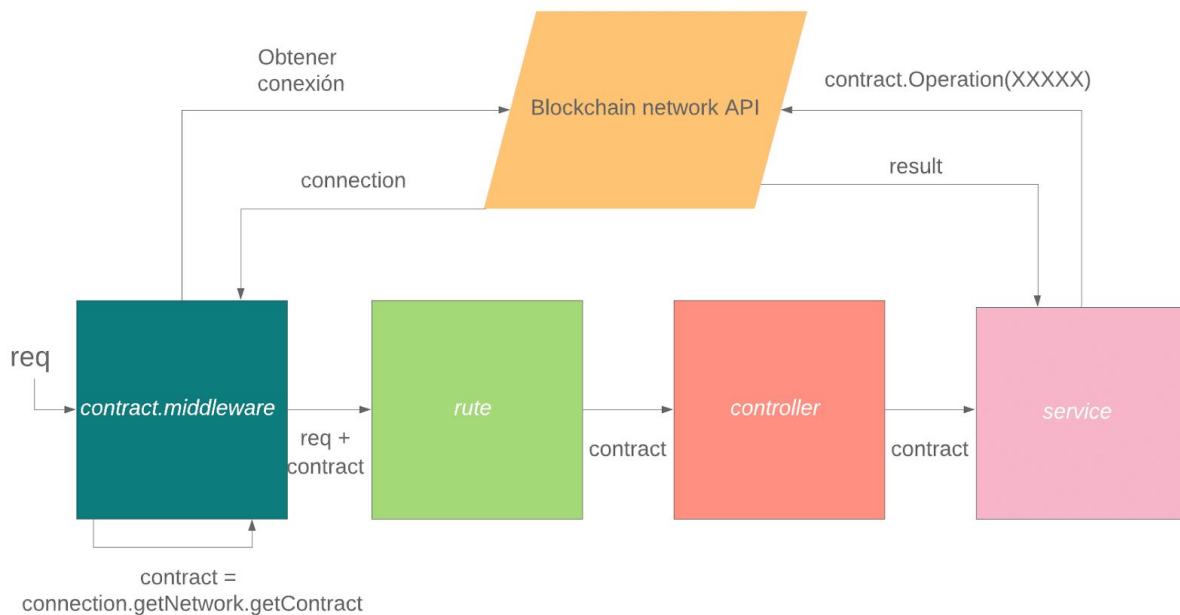 Obtener
conexión
contract.Operation(XXXXX)
Blockchain network API
connection
result
req
contract.middleware
rute
controller
service
req +
contract
contract
contract
contract =
connection.getNetwork.getContract